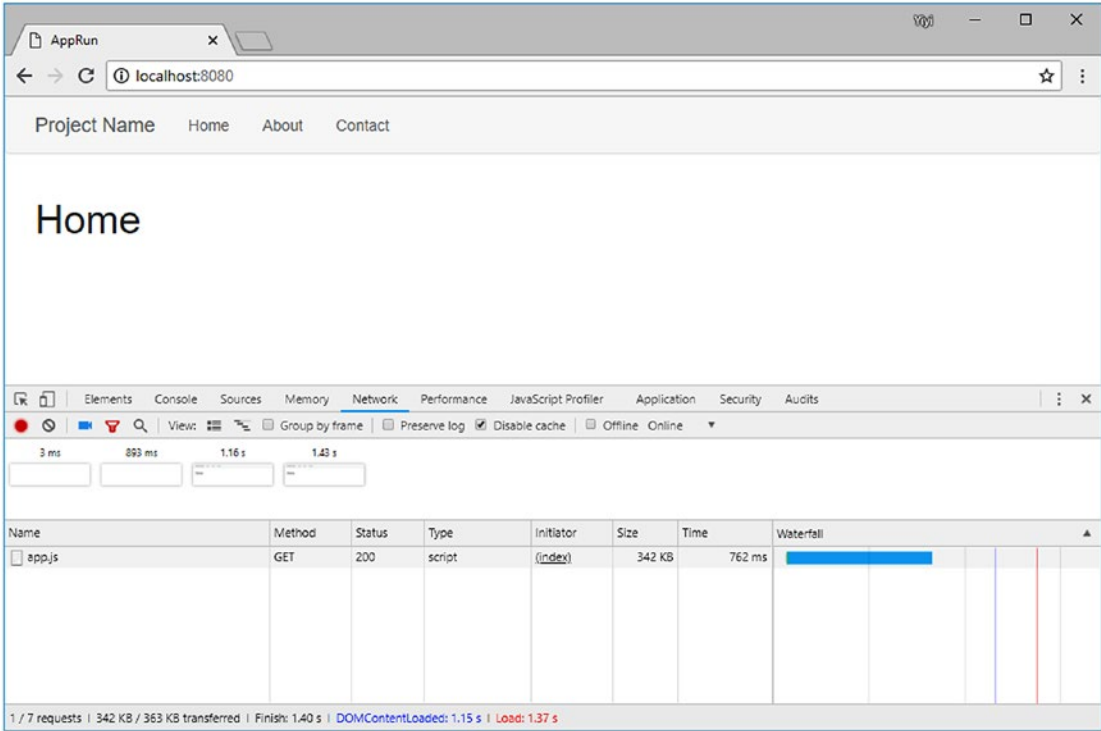 Yiyi
AppRun
localhost:8080
Project Name Home About Contact
Home
Elements Console Sources Memory Network Performance JavaScript Profiler Application Security Audits
View: Group by frame Preserve log Disable cache Offline Online
3 ms 893 ms 1.16 s 1.43 s
Name Method Status Type Initiator Size Time Waterfall
app.js GET 200 script (index) 342 KB 762 ms
1 / 7 requests | 342 KB / 363 KB transferred | Finish: 1.40 s | DOMContentLoaded: 1.15 s | Load: 1.37 s